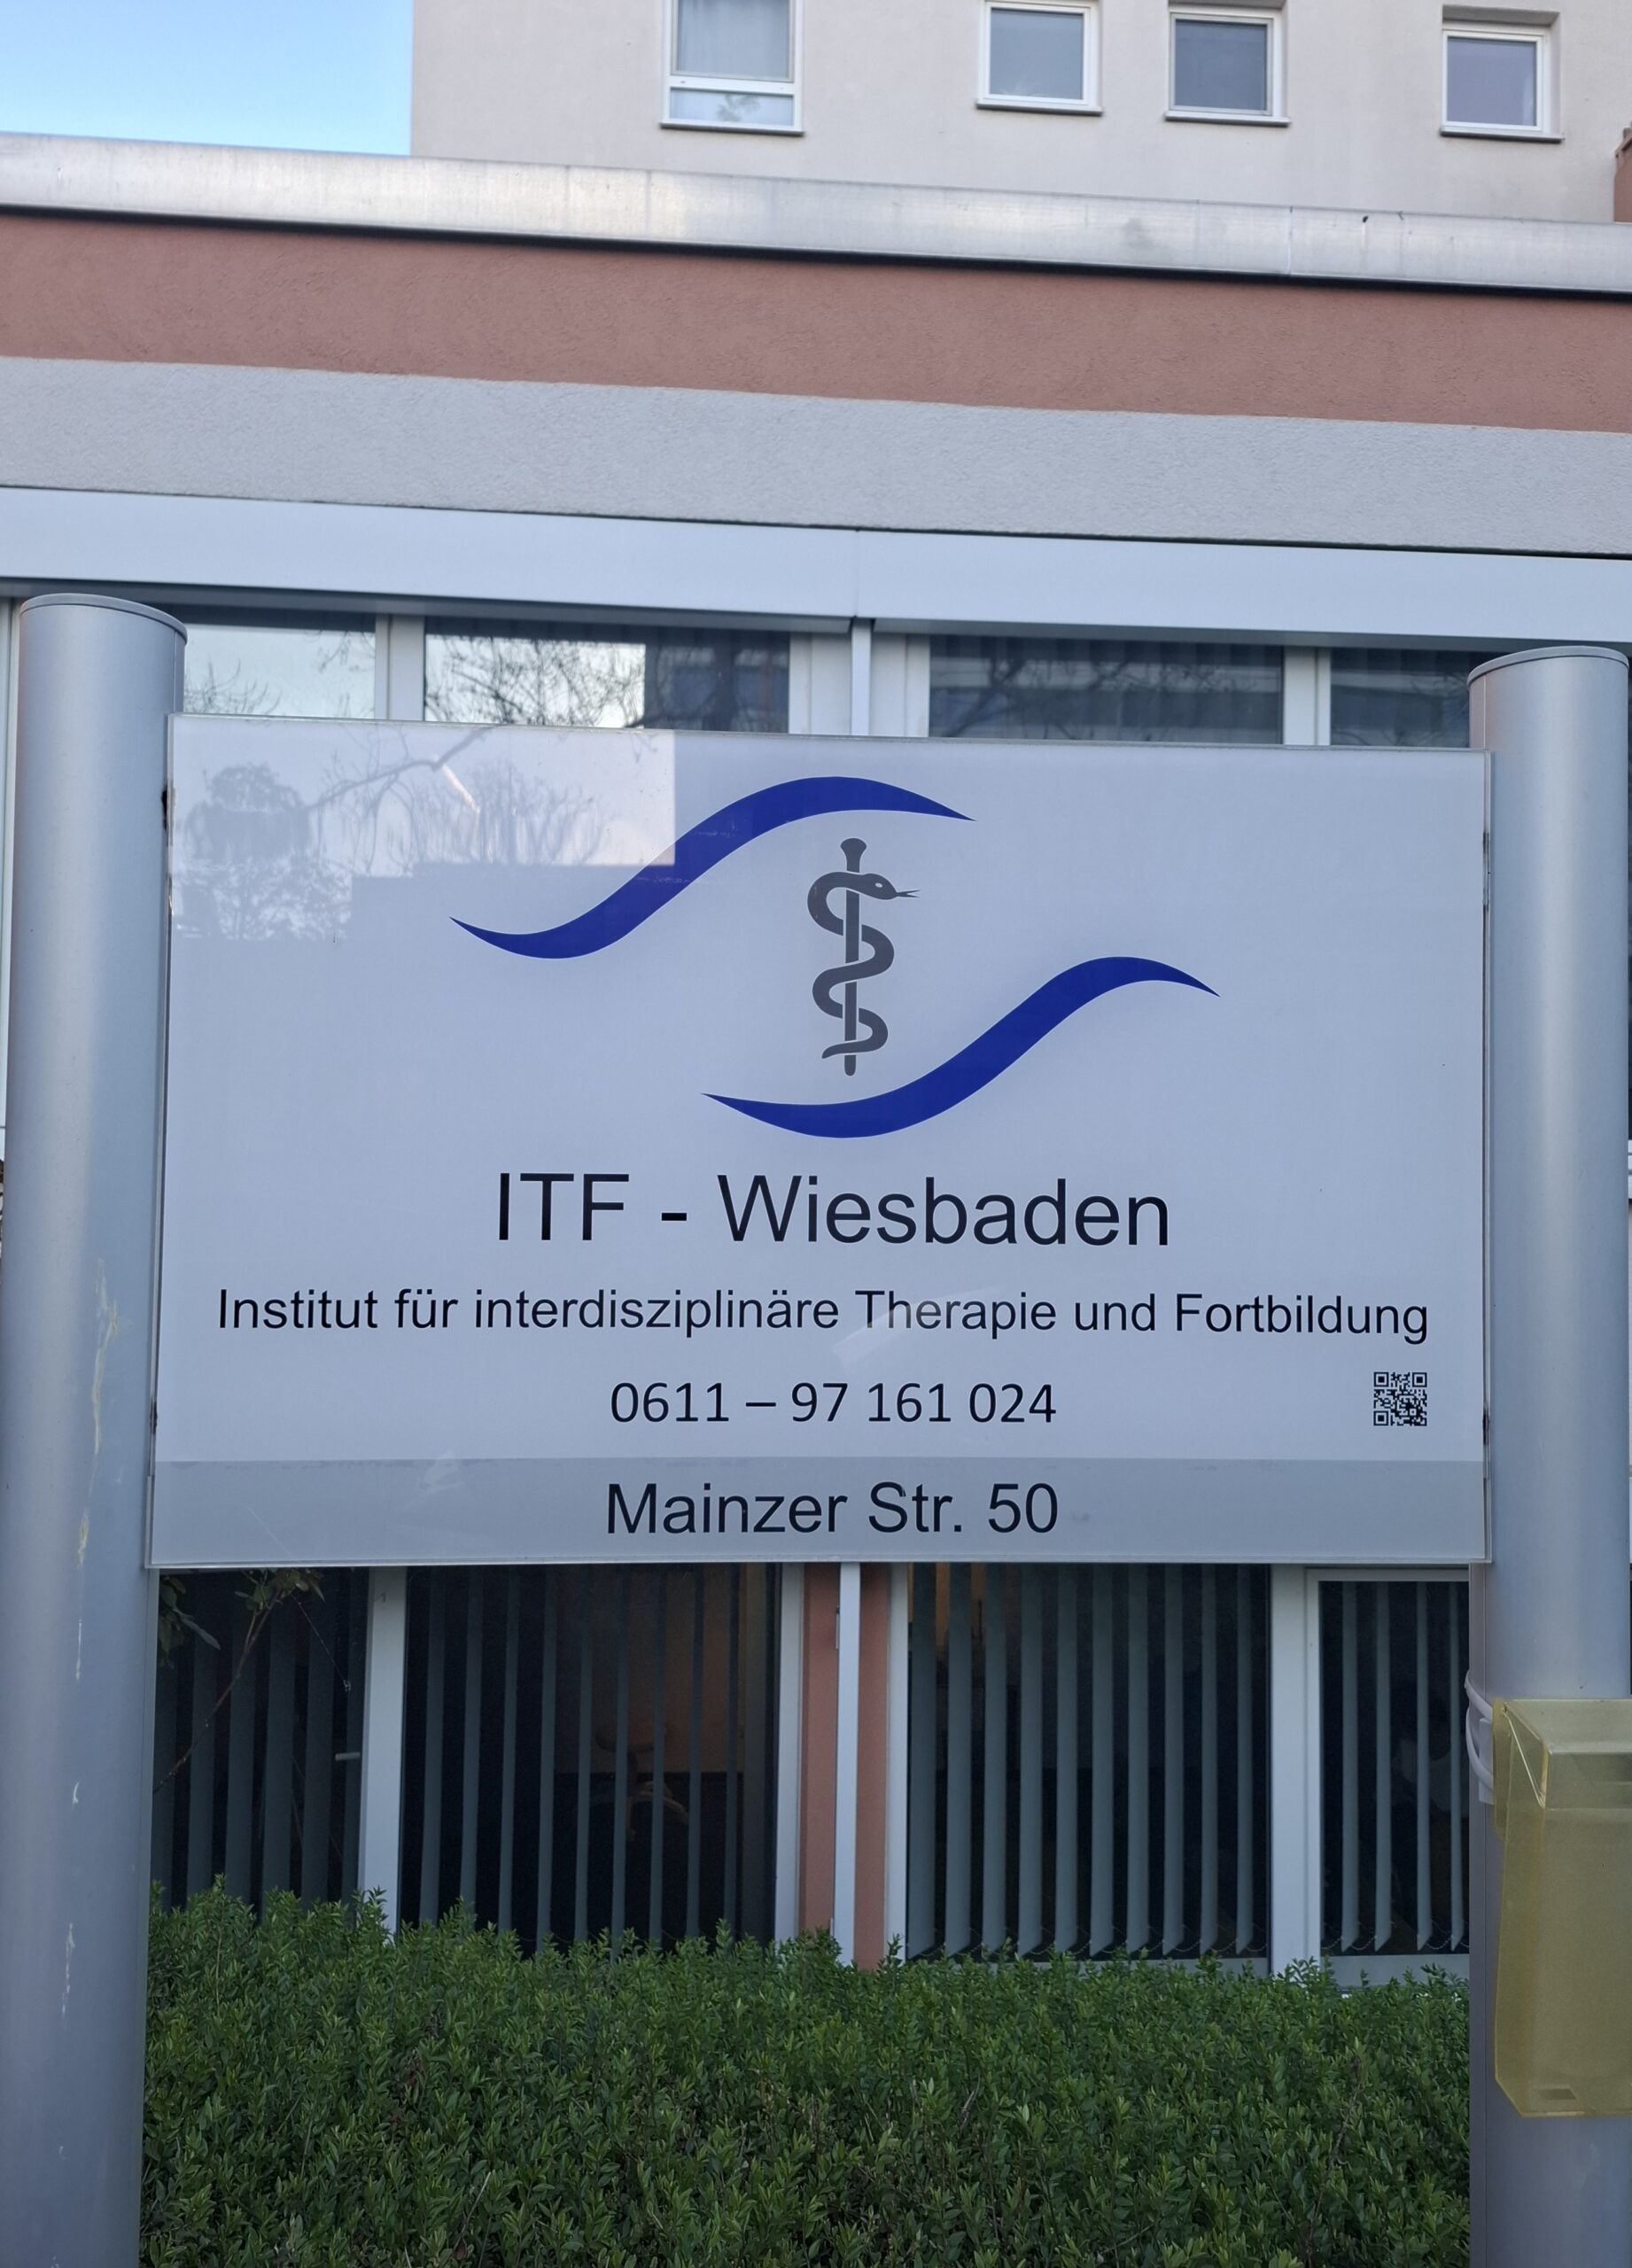 ITF - Wiesbaden
Institut für interdisziplinäre Therapie und Fortbildung
0611 – 97 161 024
Mainzer Str. 50